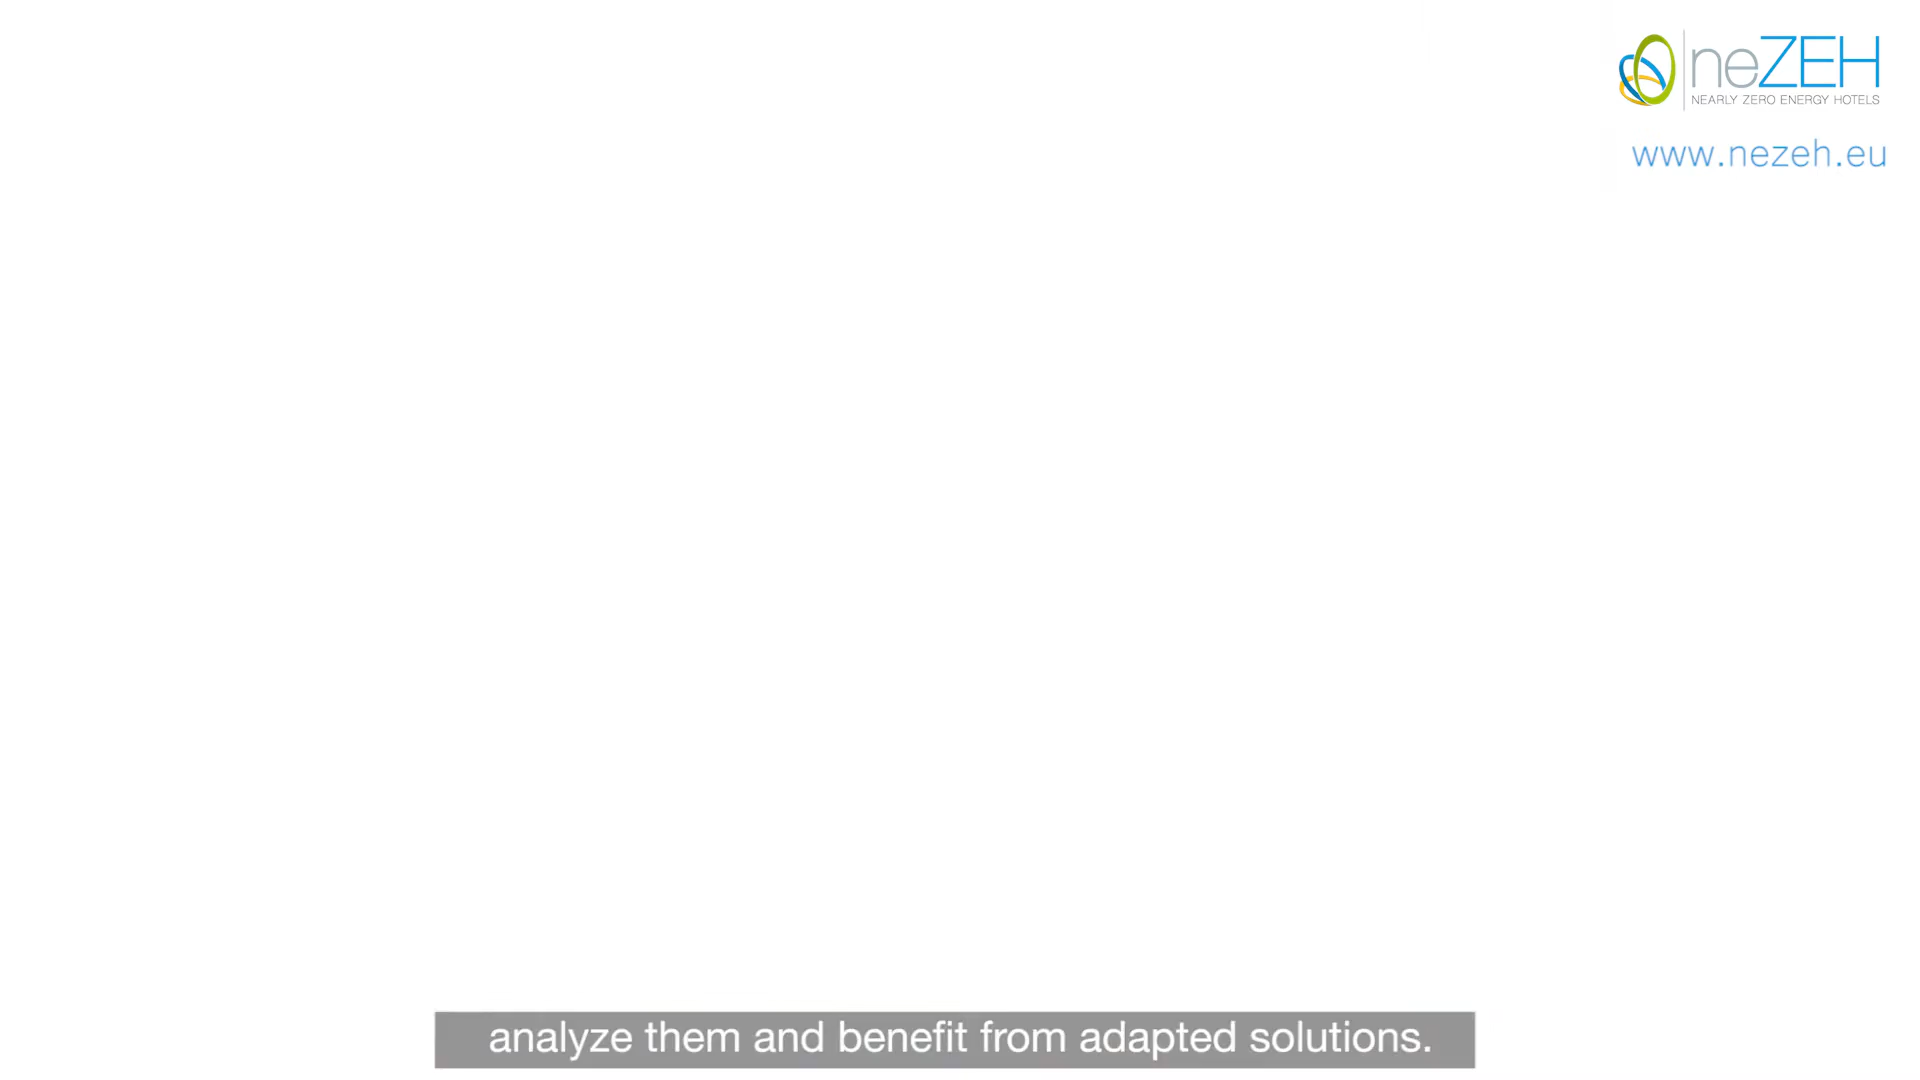 neZEH
NEARLY ZERO ENERGY HOTELS
www.nezeh.eu
analyze them and benefit from adapted solutions.